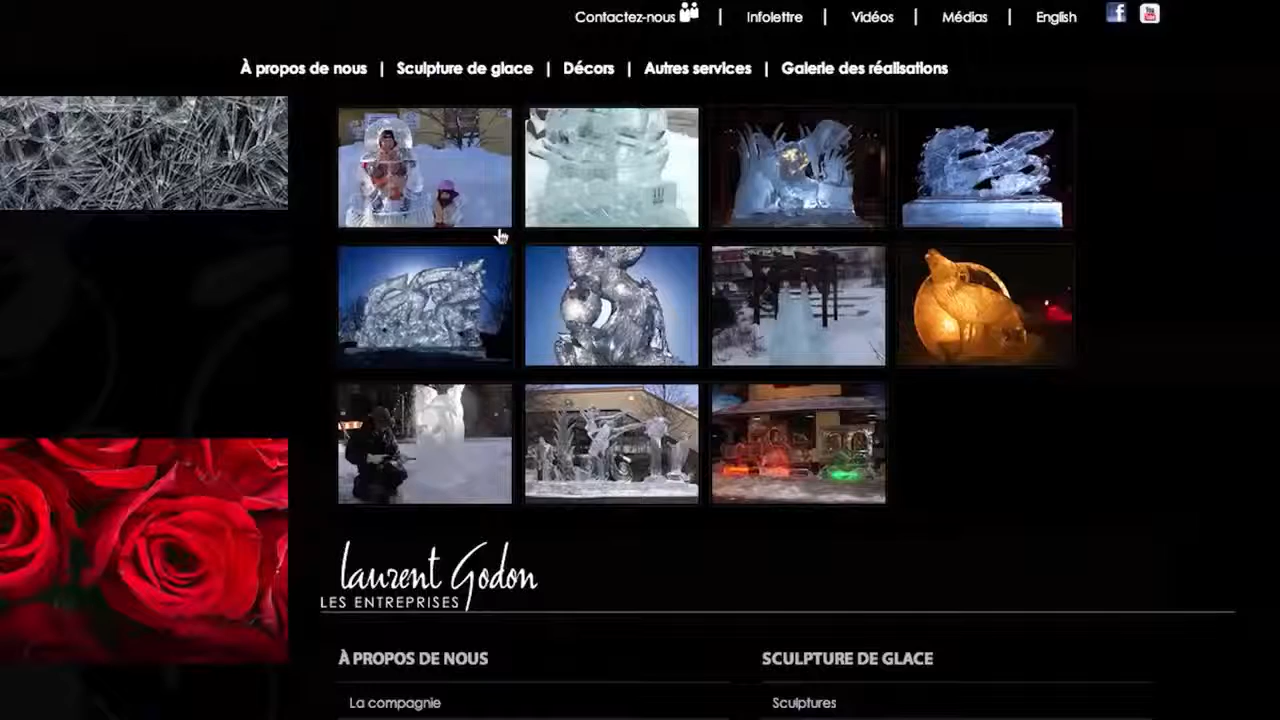 Contactez-nous | Infolettre | Vidéos | Médias | English
À propos de nous | Sculpture de glace | Décors | Autres services | Galerie des réalisations
laurent Godon
LES ENTREPRISES
À PROPOS DE NOUS
SCULPTURE DE GLACE
La compagnie
Sculptures